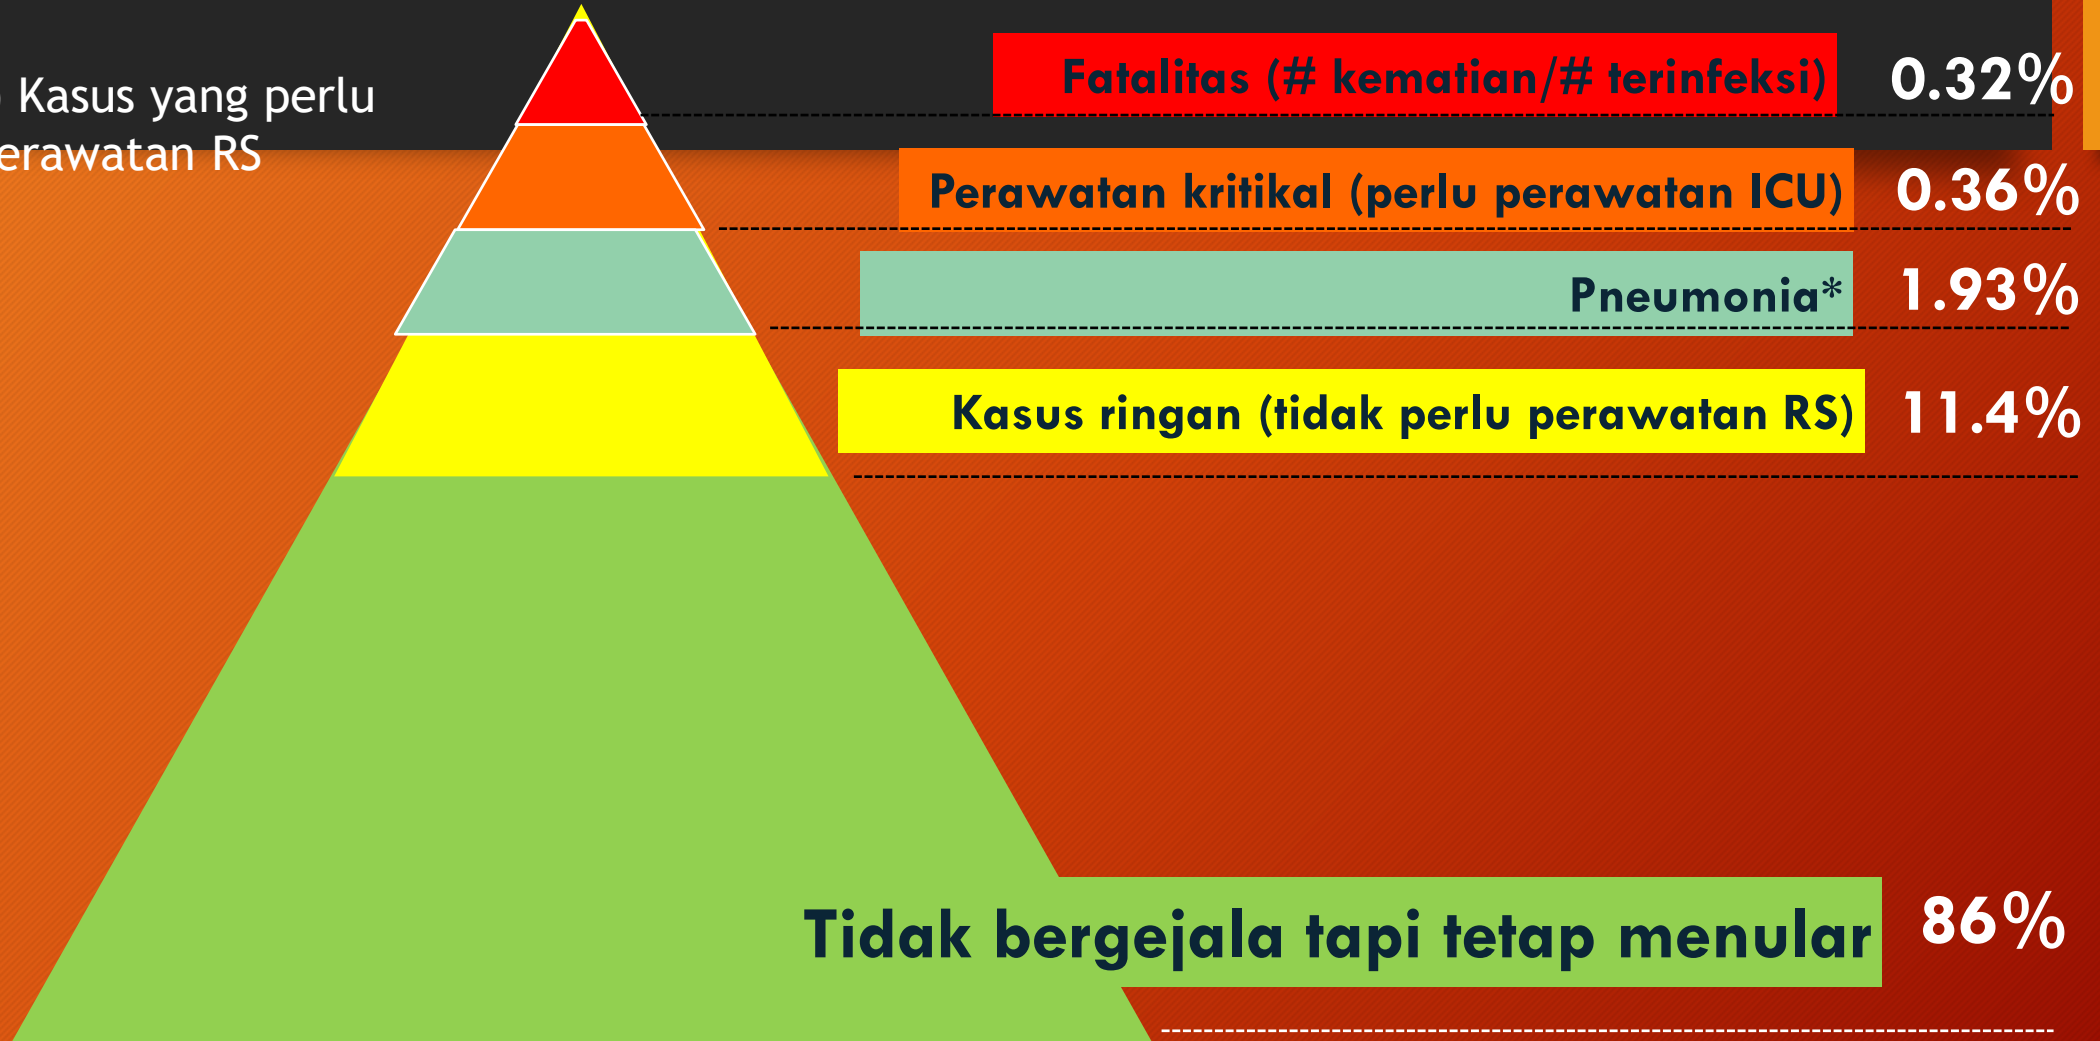 Kasus yang perlu
erawatan RS
Fatalitas (# kematian/# terinfeksi) 0.32%
Perawatan kritikal (perlu perawatan ICU) 0.36%
Pneumonia* 1.93%
Kasus ringan (tidak perlu perawatan RS) 11.4%
Tidak bergejala tapi tetap menular 86%